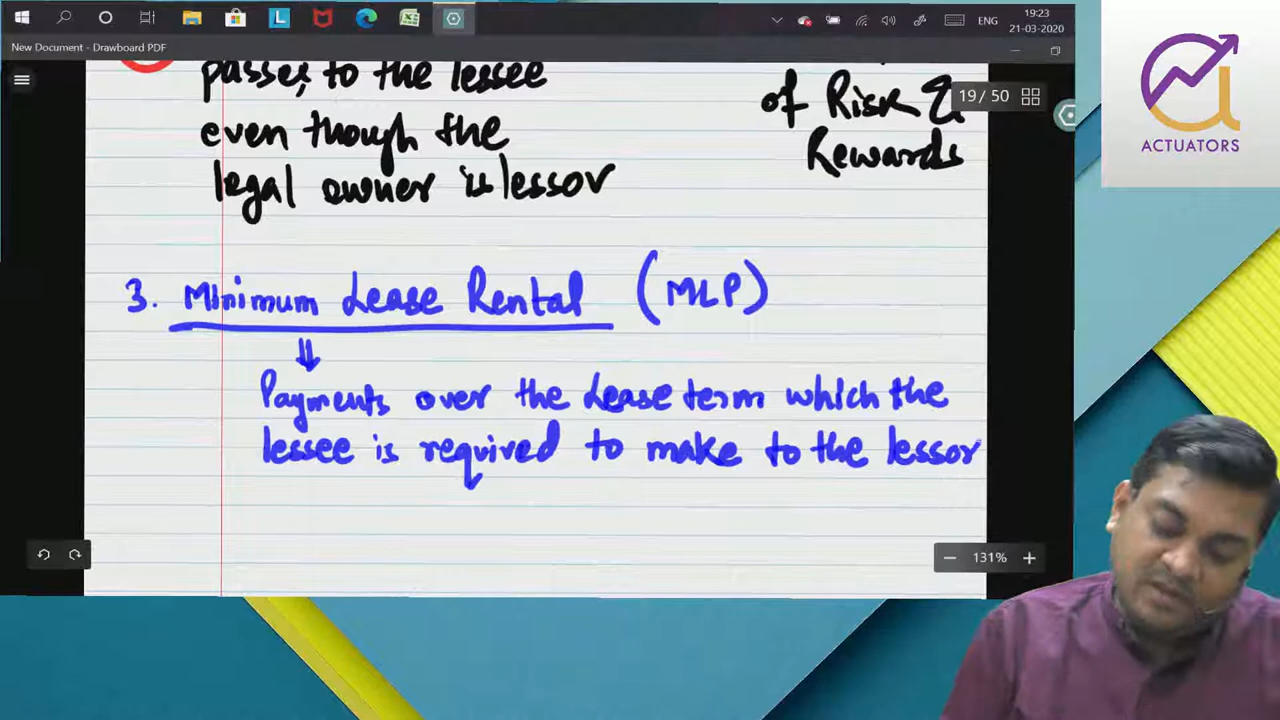 19:23
ENG
21-03-2020
New Document - Drawboard PDF
passes to the lessee
even though the
legal owner is lessor
of Risk &
Rewards
19 / 50
ACTUATORS
3. Minimum Lease Rental (MLP)
Payments over the Lease term which the
lessee is required to make to the lessor
131%